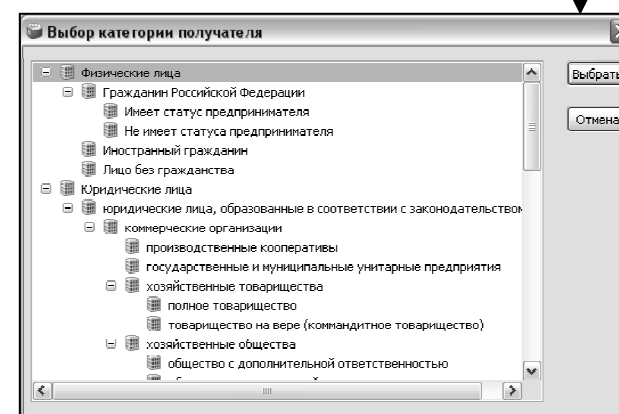 Выбор категории получателя
Физические лица
Выбрать
Гражданин Российской Федерации
Имеет статус предпринимателя
Отмена
Не имеет статуса предпринимателя
Иностранный гражданин
Лицо без гражданства
Юридические лица
юридические лица, образованные в соответствии с законодательством
коммерческие организации
производственные кооперативы
государственные и муниципальные унитарные предприятия
хозяйственные товарищества
полное товарищество
товарищество на вере (коммандитное товарищество)
хозяйственные общества
общество с дополнительной ответственностью